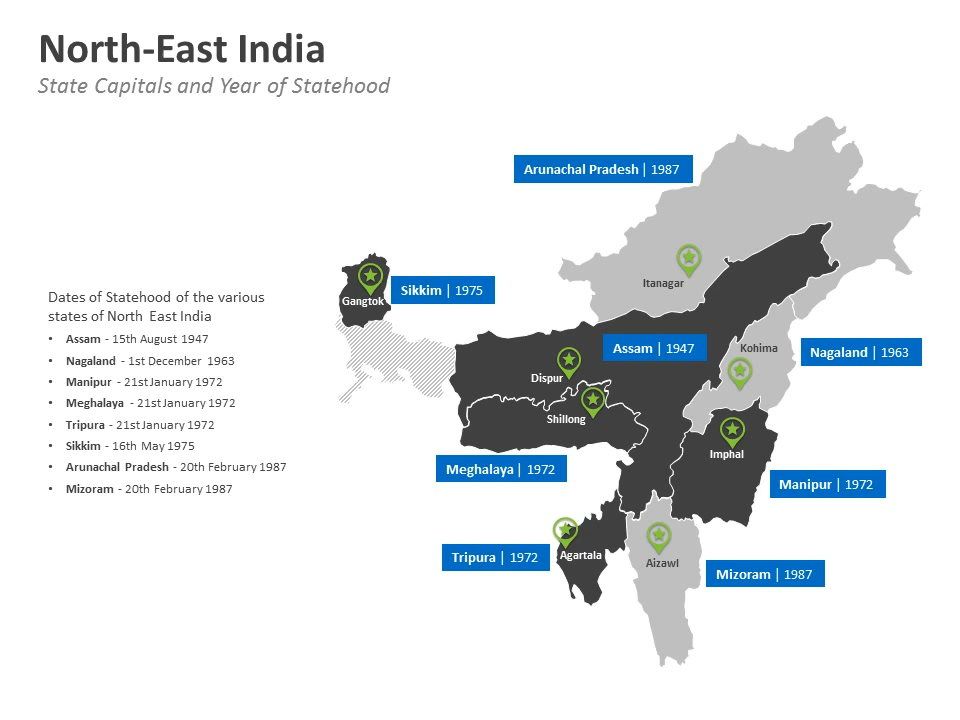 North-East India
State Capitals and Year of Statehood
Arunachal Pradesh | 1987
Itanagar
Gangtok
Sikkim | 1975
Dates of Statehood of the various
states of North East India
• Assam - 15th August 1947
• Nagaland - 1st December 1963
• Manipur - 21st January 1972
• Meghalaya - 21st January 1972
• Tripura - 21st January 1972
• Sikkim - 16th May 1975
• Arunachal Pradesh - 20th February 1987
• Mizoram - 20th February 1987
Assam | 1947
Kohima
Nagaland | 1963
Dispur
Shillong
Imphal
Meghalaya | 1972
Manipur | 1972
Tripura | 1972
Agartala
Aizawl
Mizoram | 1987